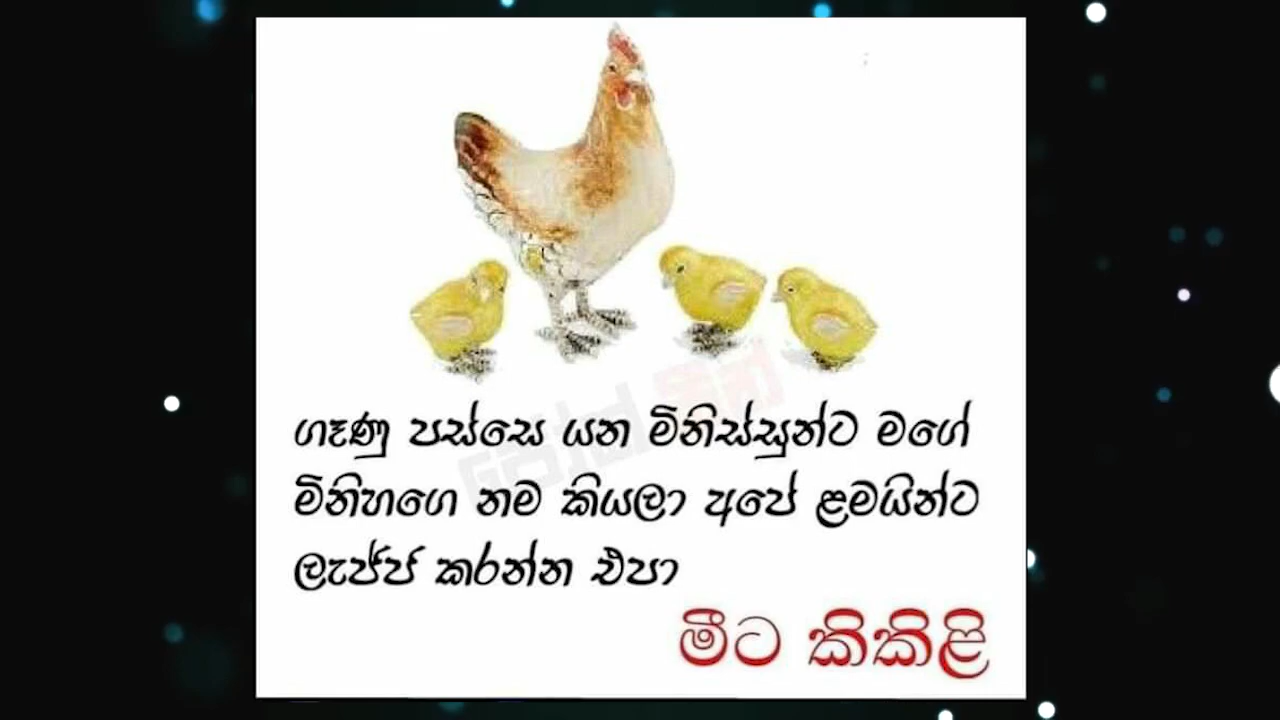 ගෑණු පස්සෙ යන මිනිස්සුන්ට මගේ
මිනිහගෙ නම කියලා අපේ ළමයින්ට
ලැජ්ජ කරන්න එපා
මීට කිකිළි